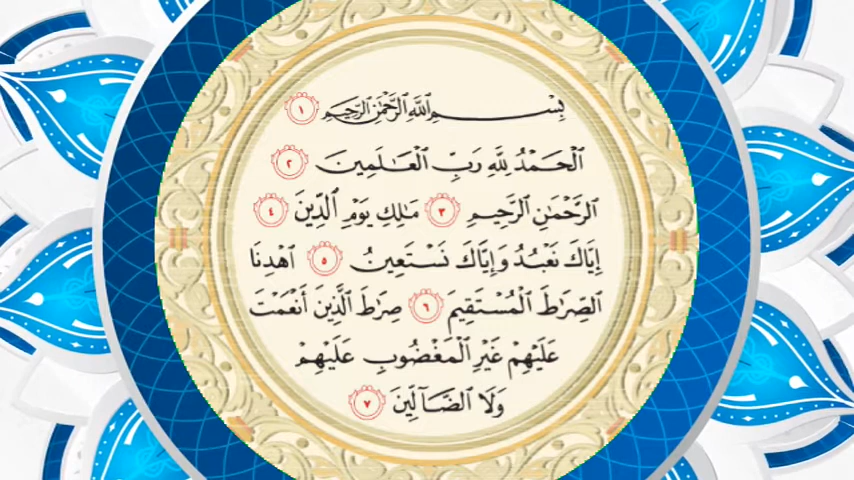 بِسْمِ ٱللَّهِ ٱلرَّحْمَٰنِ ٱلرَّحِيمِ ١
ٱلْحَمْدُ لِلَّهِ رَبِّ ٱلْعَٰلَمِينَ ٢
ٱلرَّحْمَٰنِ ٱلرَّحِيمِ ٣ مَٰلِكِ يَوْمِ ٱلدِّينِ ٤
إِيَّاكَ نَعْبُدُ وَإِيَّاكَ نَسْتَعِينُ ٥ ٱهْدِنَا
ٱلصِّرَٰطَ ٱلْمُسْتَقِيمَ ٦ صِرَٰطَ ٱلَّذِينَ أَنْعَمْتَ
عَلَيْهِمْ غَيْرِ ٱلْمَغْضُوبِ عَلَيْهِمْ
وَلَا ٱلضَّآلِّينَ ٧